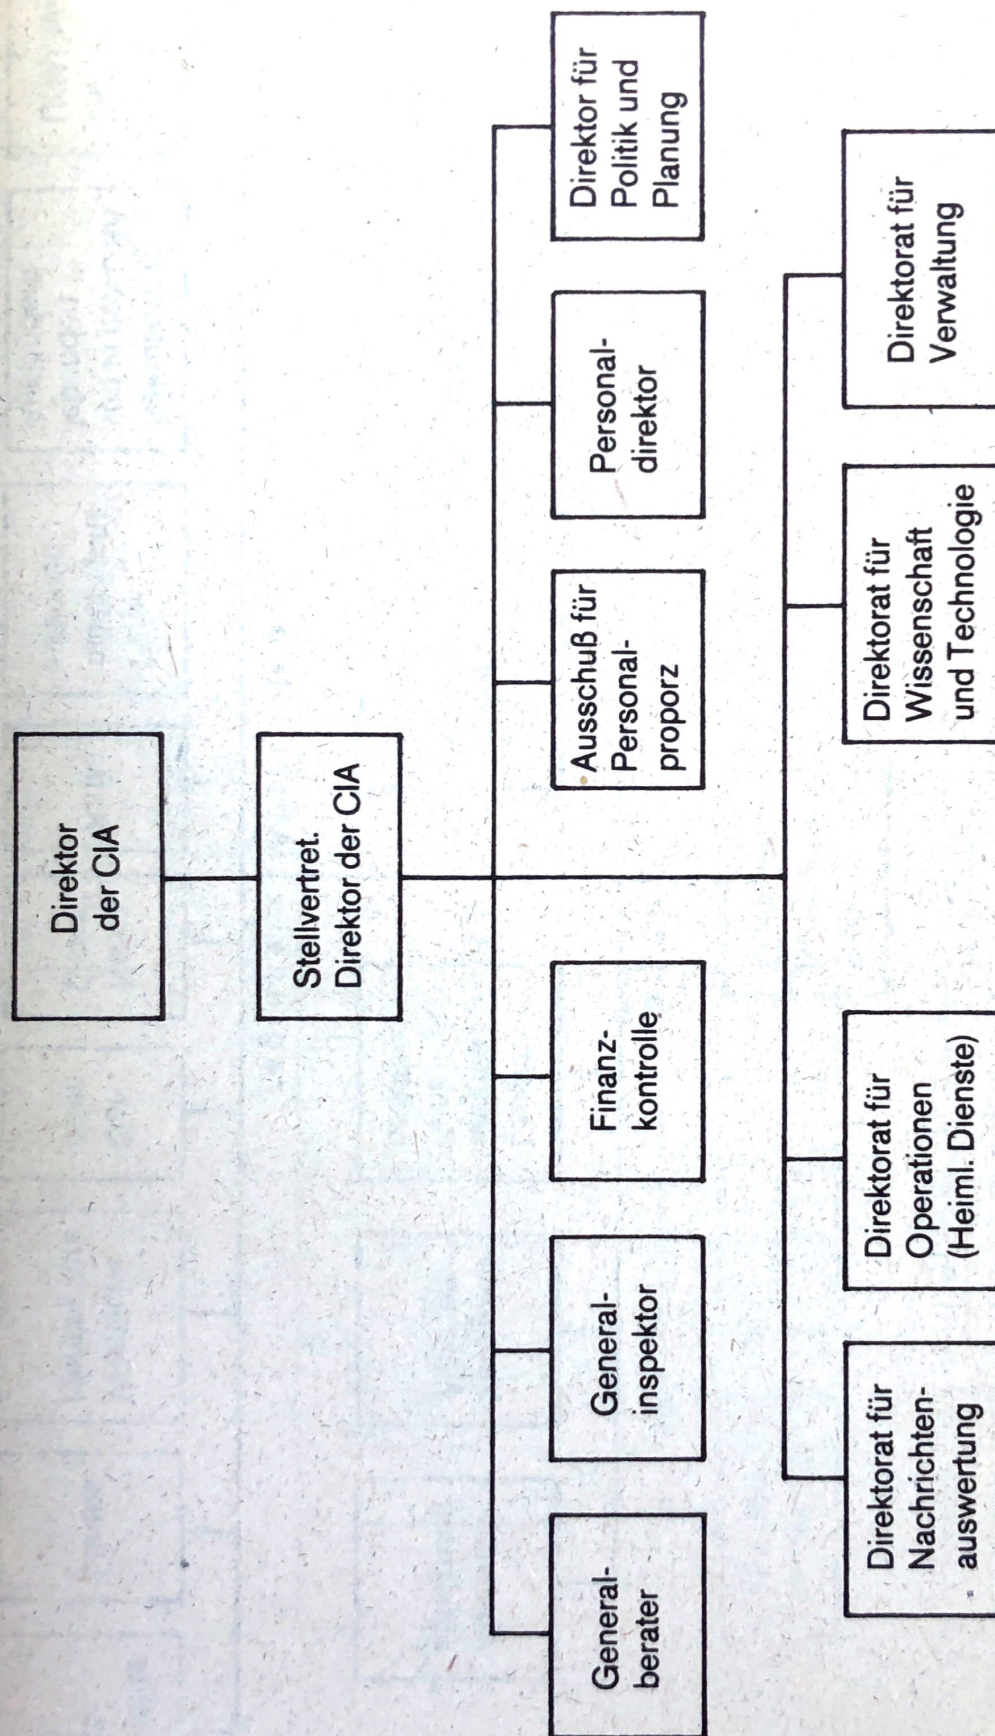 Direktor
der CIA
Stellvertret.
Direktor der CIA
General-
berater
General-
inspektor
Finanz-
kontrolle
Ausschuß für
Personal-
proporz
Personal-
direktor
Direktor für
Politik und
Planung
Direktorat für
Nachrichten-
auswertung
Direktorat für
Operationen
(Heiml. Dienste)
Direktorat für
Wissenschaft
und Technologie
Direktorat für
Verwaltung